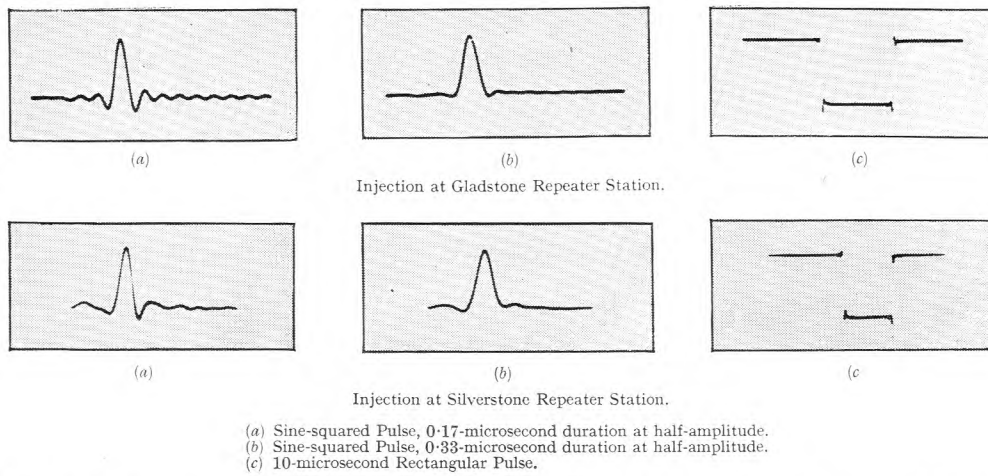 (a) (b) (c)
Injection at Gladstone Repeater Station.
(a) (b) (c
Injection at Silverstone Repeater Station.
(a) Sine-squared Pulse, 0·17-microsecond duration at half-amplitude.
(b) Sine-squared Pulse, 0·33-microsecond duration at half-amplitude.
(c) 10-microsecond Rectangular Pulse.